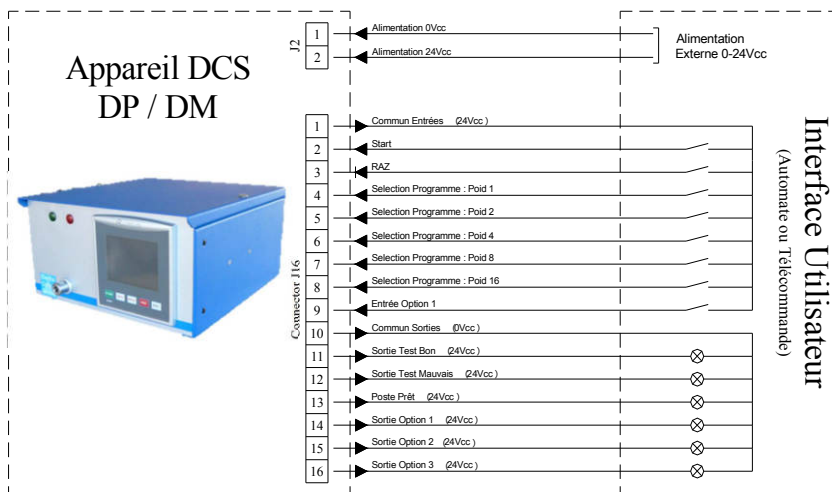 Appareil DCS
DP / DM
J2
1 Alimentation 0Vcc
2 Alimentation 24Vcc
Alimentation
Externe 0-24Vcc
Connector J16
1 Commun Entrées (24Vcc )
2 Start
3 RAZ
4 Selection Programme : Poid 1
5 Selection Programme : Poid 2
6 Selection Programme : Poid 4
7 Selection Programme : Poid 8
8 Selection Programme : Poid 16
9 Entrée Option 1
10 Commun Sorties (0Vcc )
11 Sortie Test Bon (24Vcc )
12 Sortie Test Mauvais (24Vcc )
13 Poste Prêt (24Vcc )
14 Sortie Option 1 (24Vcc )
15 Sortie Option 2 (24Vcc )
16 Sortie Option 3 (24Vcc )
Interface Utilisateur
(Automate ou Télécommande)